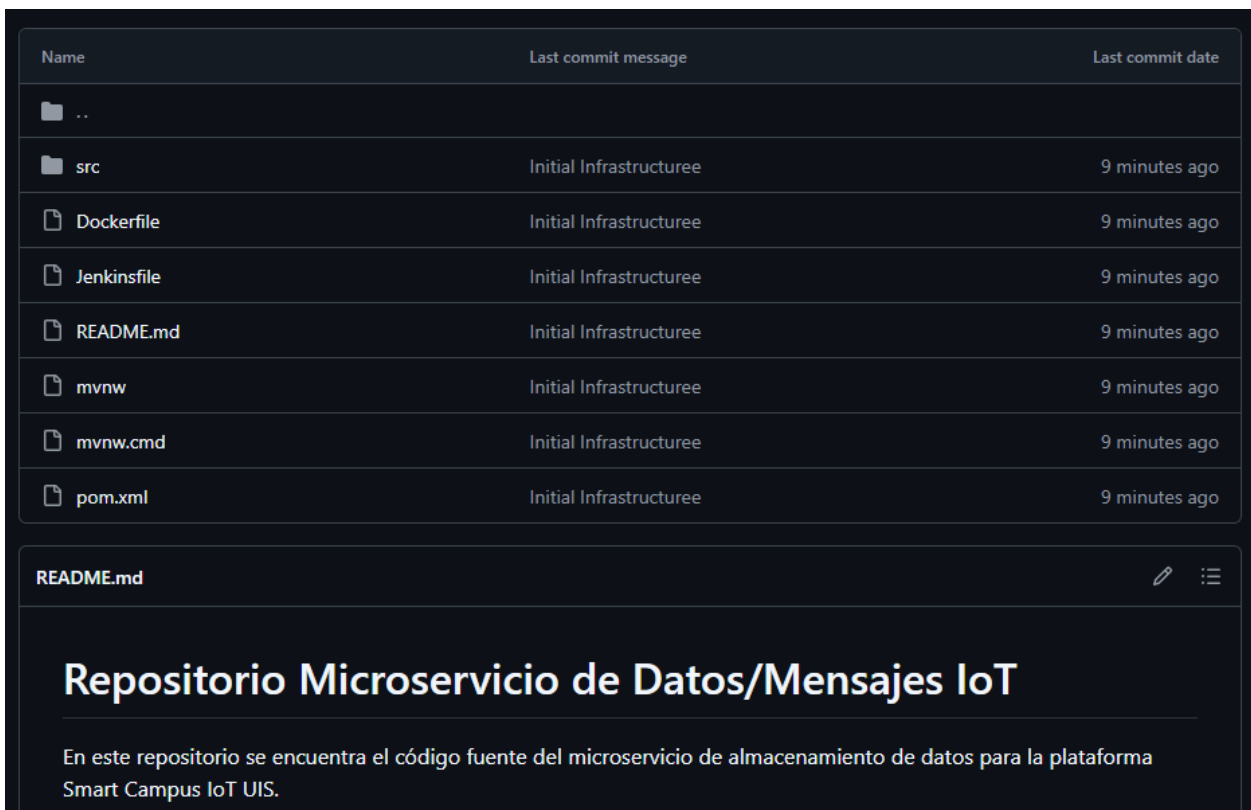 Name Last commit message Last commit date
..
src Initial Infrastructuree 9 minutes ago
Dockerfile Initial Infrastructuree 9 minutes ago
Jenkinsfile Initial Infrastructuree 9 minutes ago
README.md Initial Infrastructuree 9 minutes ago
mvnw Initial Infrastructuree 9 minutes ago
mvnw.cmd Initial Infrastructuree 9 minutes ago
pom.xml Initial Infrastructuree 9 minutes ago
README.md
Repositorio Microservicio de Datos/Mensajes IoT
En este repositorio se encuentra el código fuente del microservicio de almacenamiento de datos para la plataforma
Smart Campus IoT UIS.